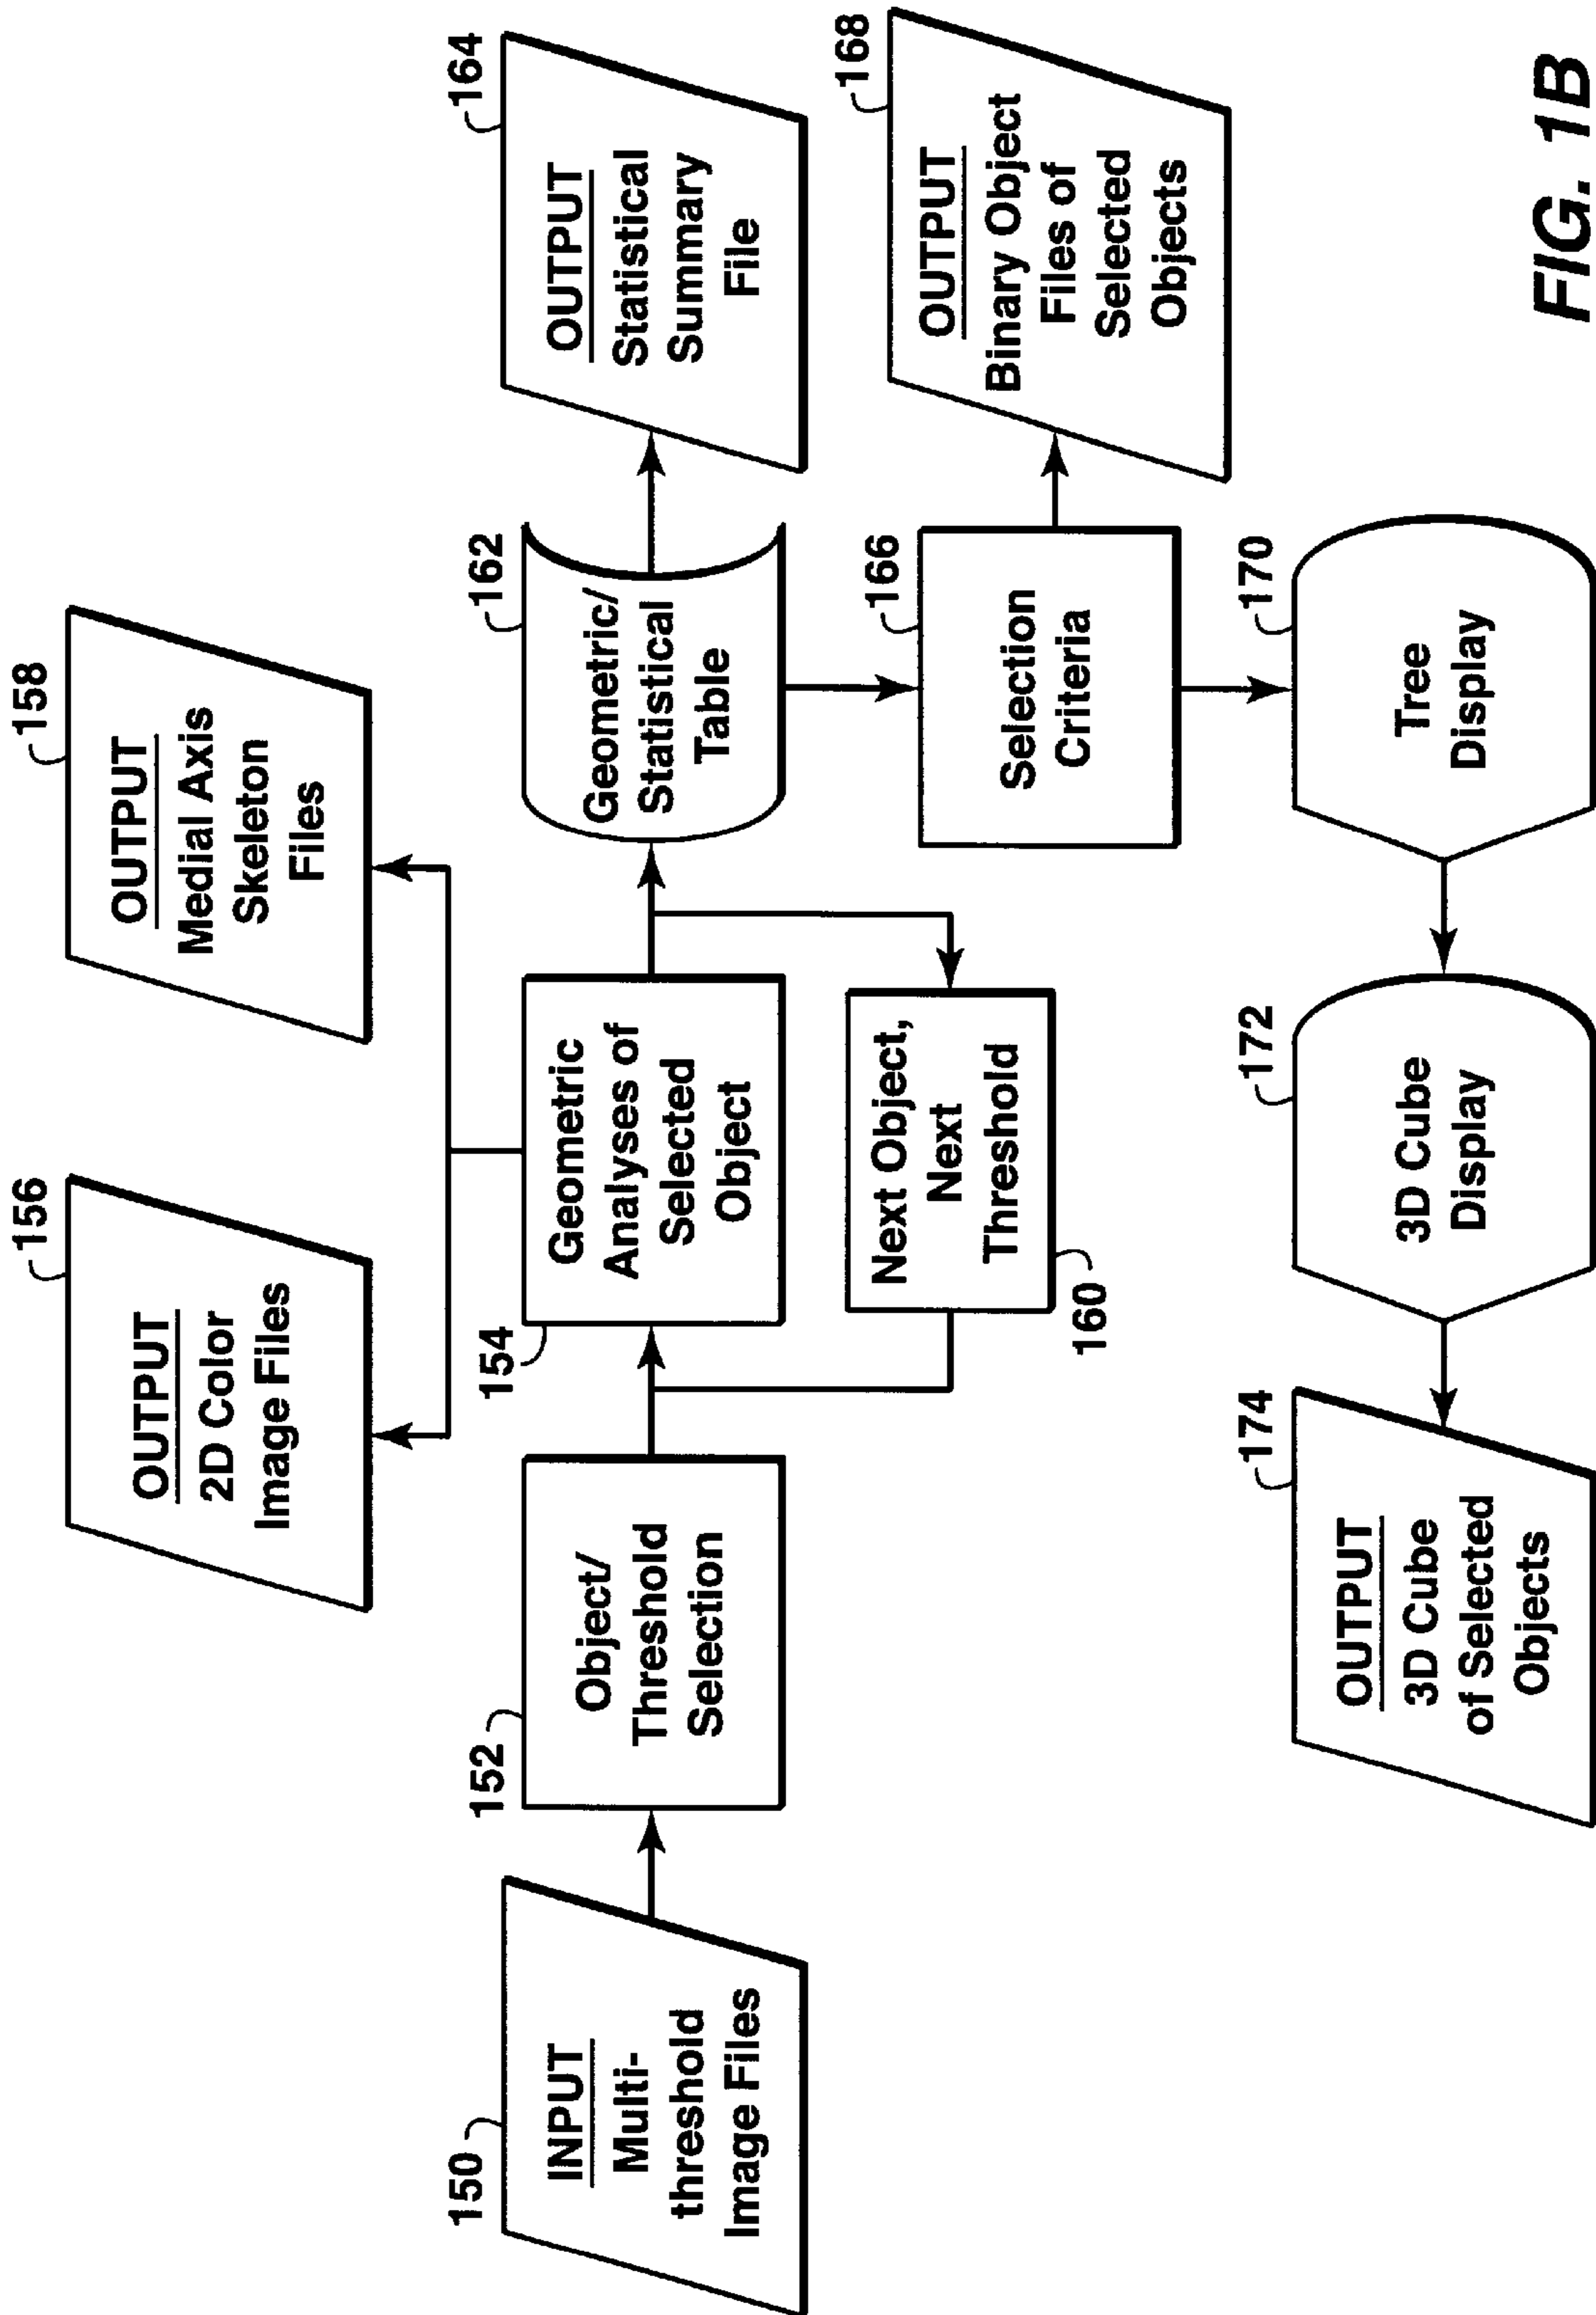 156
OUTPUT
2D Color
Image Files
158
OUTPUT
Medial Axis
Skeleton
Files
150
INPUT
Multi-
threshold
Image Files
152
Object/
Threshold
Selection
154
Geometric
Analyses of
Selected
Object
162
Geometric/
Statistical
Table
164
OUTPUT
Statistical
Summary
File
160
Next Object,
Next
Threshold
166
Selection
Criteria
168
OUTPUT
Binary Object
Files of
Selected
Objects
174
OUTPUT
3D Cube
of Selected
Objects
172
3D Cube
Display
170
Tree
Display
FIG. 1B